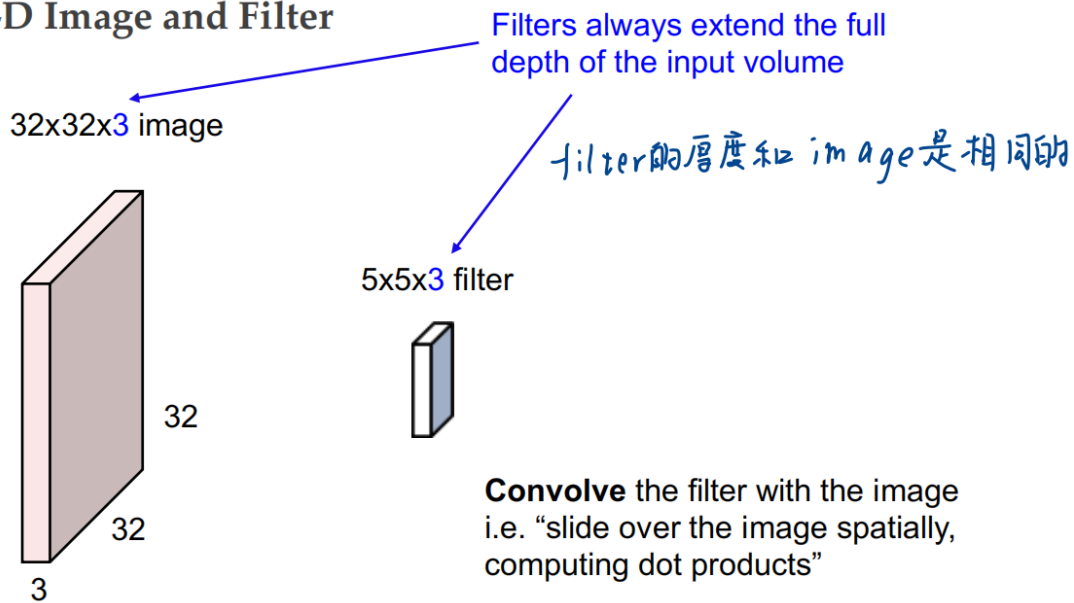 D Image and Filter
Filters always extend the full
depth of the input volume
32x32x3 image
filter的厚度和image是相同的
5x5x3 filter
32
32
3
Convolve the filter with the image
i.e. “slide over the image spatially,
computing dot products”